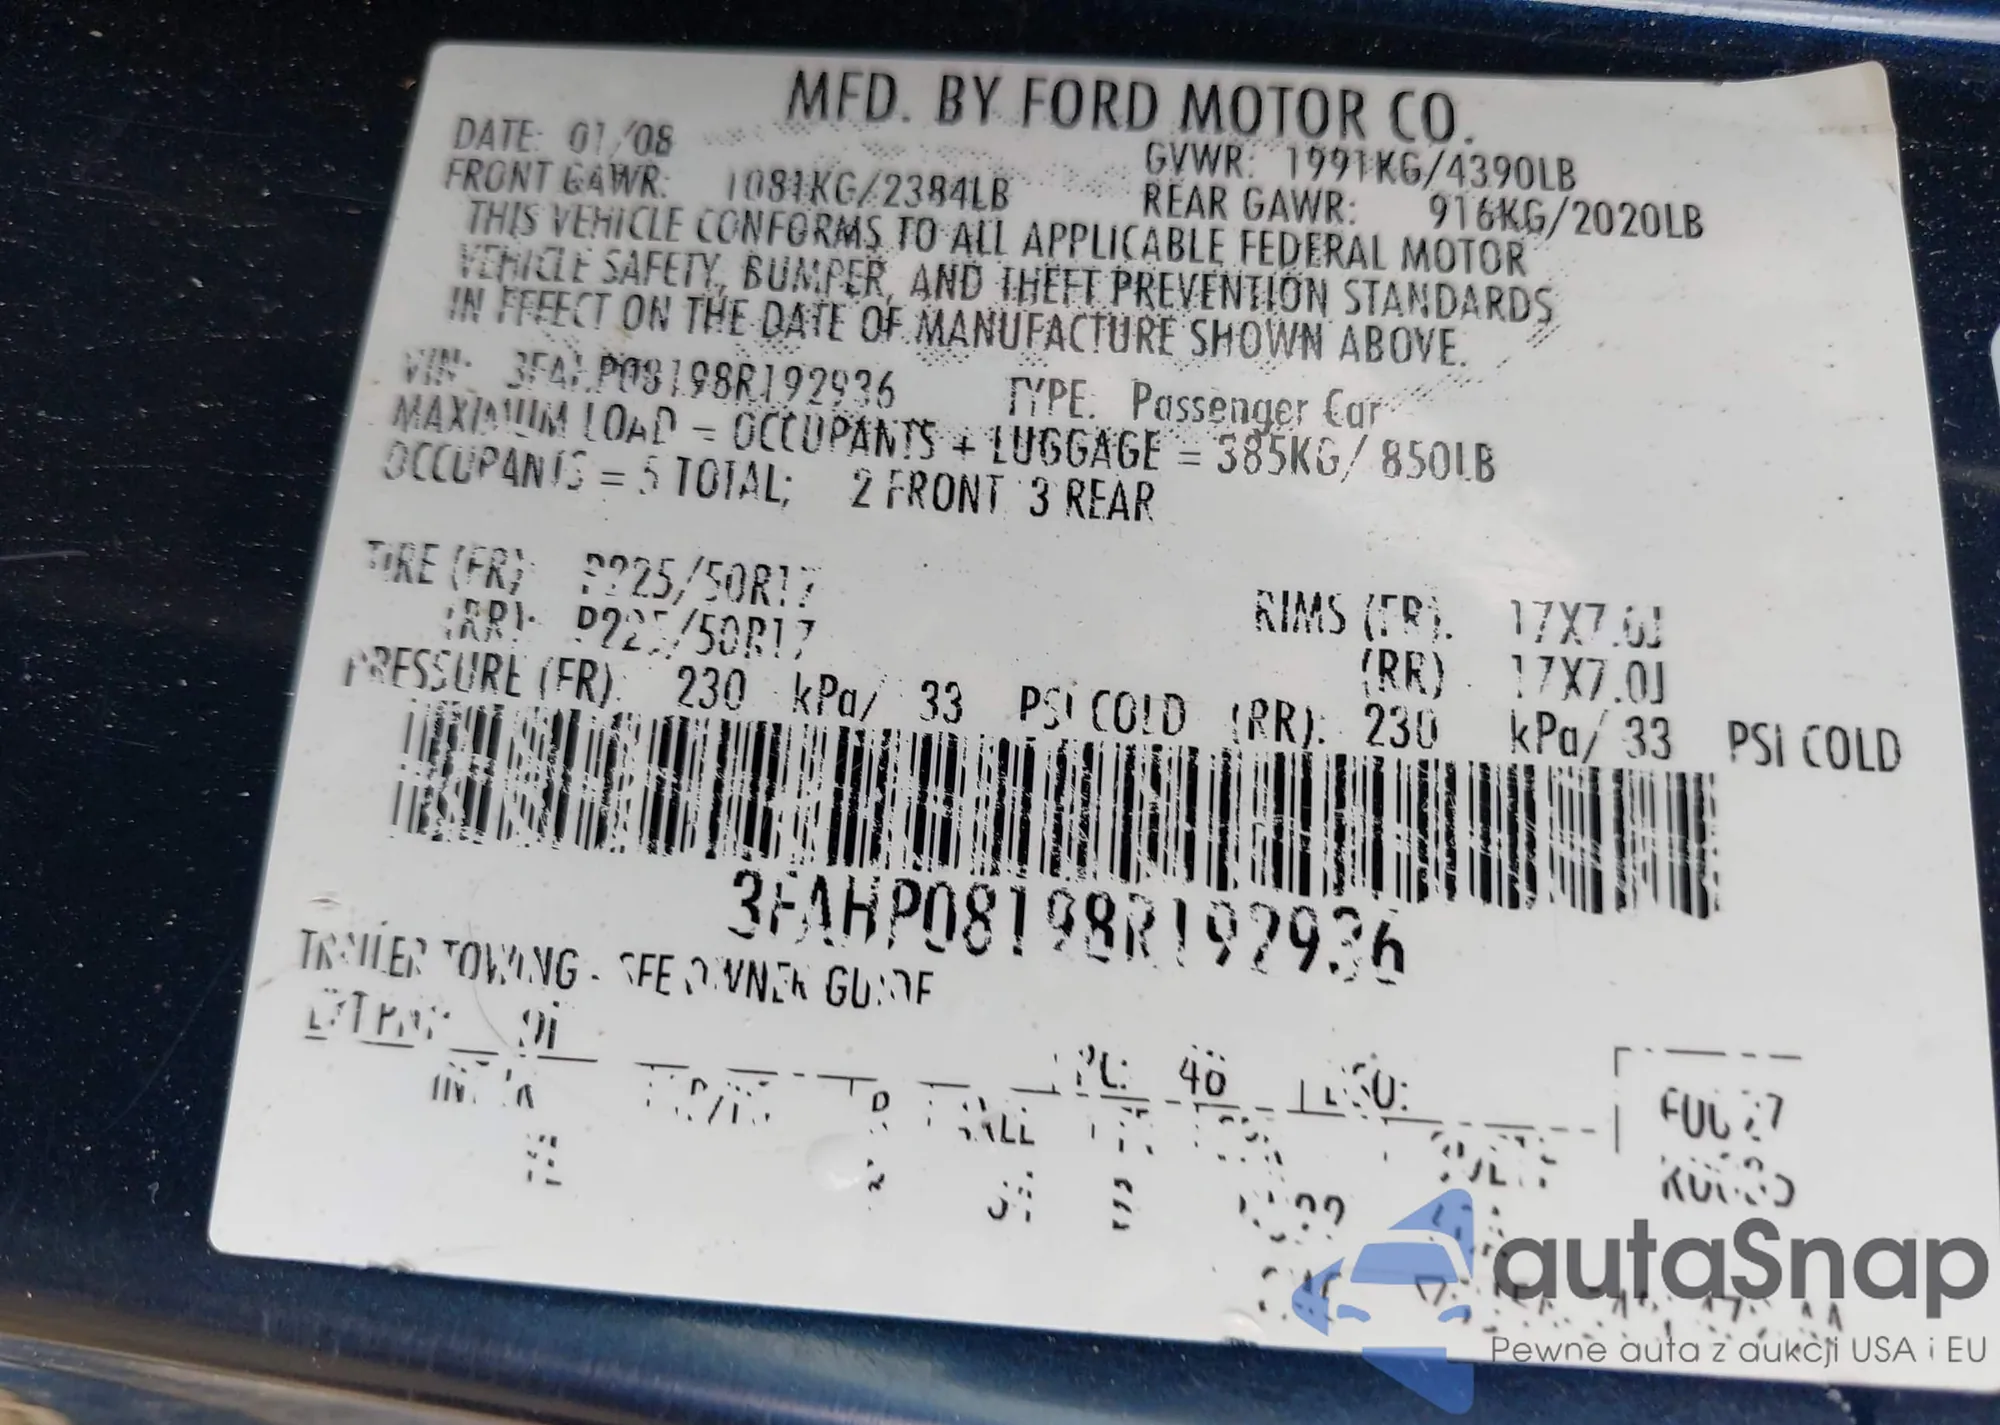 MFD. BY FORD MOTOR CO.
DATE: 01/08
GVWR: 1991KG/4390LB
FRONT GAWR: 1081KG/2384LB
REAR GAWR: 916KG/2020LB
THIS VEHICLE CONFORMS TO ALL APPLICABLE FEDERAL MOTOR
VEHICLE SAFETY, BUMPER, AND THEFT PREVENTION STANDARDS
IN EFFECT ON THE DATE OF MANUFACTURE SHOWN ABOVE.
VIN: 3FAHP08198R192936 TYPE: Passenger Car
MAXIMUM LOAD = OCCUPANTS + LUGGAGE = 385KG/ 850LB
OCCUPANTS = 5 TOTAL; 2 FRONT 3 REAR
TIRE (FR): P225/50R17
RIMS (FR): 17X7.0J
(RR): P225/50R17
(RR) 17X7.0J
PRESSURE (FR): 230 kPa/ 33 PSI COLD (RR): 230 kPa/ 33 PSI COLD
3FAHP08198R192936
TRAILER TOWING - SEE OWNER GUIDE
EXT PNT:
autaSnap
Pewne auta z aukcji USA i EU